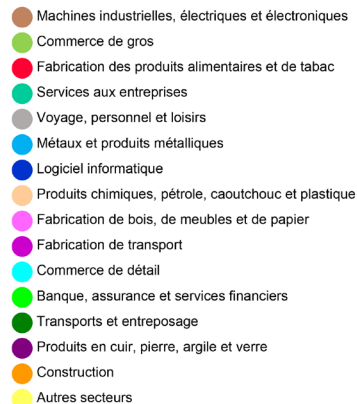 Machines industrielles, électriques et électroniques
Commerce de gros
Fabrication des produits alimentaires et de tabac
Services aux entreprises
Voyage, personnel et loisirs
Métaux et produits métalliques
Logiciel informatique
Produits chimiques, pétrole, caoutchouc et plastique
Fabrication de bois, de meubles et de papier
Fabrication de transport
Commerce de détail
Banque, assurance et services financiers
Transports et entreposage
Produits en cuir, pierre, argile et verre
Construction
Autres secteurs